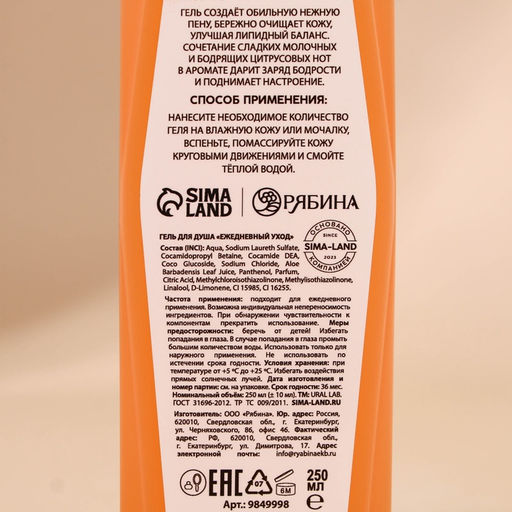 ГЕЛЬ СОЗДАЁТ ОБИЛЬНУЮ НЕЖНУЮ
ПЕНУ, БЕРЕЖНО ОЧИЩАЕТ КОЖУ,
УЛУЧШАЯ ЛИПИДНЫЙ БАЛАНС.
СОЧЕТАНИЕ СЛАДКИХ МОЛОЧНЫХ
И БОДРЯЩИХ ЦИТРУСОВЫХ НОТ
В АРОМАТЕ ДАРИТ ЗАРЯД БОДРОСТИ
И ПОДНИМАЕТ НАСТРОЕНИЕ.
СПОСОБ ПРИМЕНЕНИЯ:
НАНЕСИТЕ НЕОБХОДИМОЕ КОЛИЧЕСТВО
ГЕЛЯ НА ВЛАЖНУЮ КОЖУ ИЛИ МОЧАЛКУ,
ВСПЕНЬТЕ, ПОМАССИРУЙТЕ КОЖУ
КРУГОВЫМИ ДВИЖЕНИЯМИ И СМОЙТЕ
ТЁПЛОЙ ВОДОЙ.
SIMA LAND РЯБИНА
ОСНОВАНО SINCE SIMA-LAND 2023 КОМПАНИЕЙ
ГЕЛЬ ДЛЯ ДУША «ЕЖЕДНЕВНЫЙ УХОД»
Состав (INCI): Aqua, Sodium Laureth Sulfate,
Cocamidopropyl Betaine, Cocamide DEA,
Coco Glucoside, Sodium Chloride, Aloe
Barbadensis Leaf Juice, Panthenol, Parfum,
Citric Acid, Methylchloroisothiazolinone, Methylisothiazolinone,
Linalool, D-Limonene, CI 15985, CI 16255.
Частота применения: подходит для ежедневного
применения. Возможна индивидуальная непереносимость
ингредиентов. При обнаружении чувствительности к
компонентам прекратить использование. Меры
предосторожности: беречь от детей! Избегать
попадания в глаза. В случае попадания в глаза промыть
большим количеством воды. Использовать только для
наружного применения. Не использовать по
истечении срока годности. Условия хранения: при
температуре от +5 °С до +25 °С. Избегать воздействия
прямых солнечных лучей. Дата изготовления и
номер партии: см. на упаковке. Срок годности: 36 мес.
Номинальный объём: 250 мл (± 10 мл). TM: URAL LAB.
ГОСТ 31696-2012. ТР ТС 009/2011. SIMA-LAND.RU
Изготовитель: ООО «Рябина». Юр. адрес: Россия,
620010, Свердловская обл., г. Екатеринбург,
ул. Черняховского, 86, офис 46. Фактический
адрес: РФ, 620010, Свердловская обл.,
г. Екатеринбург, ул. Димитрова, 17. Адрес
электронной почты: info@ryabinaekb.ru
EAC 07 6M 250 МЛ
Арт.: 9849998 e